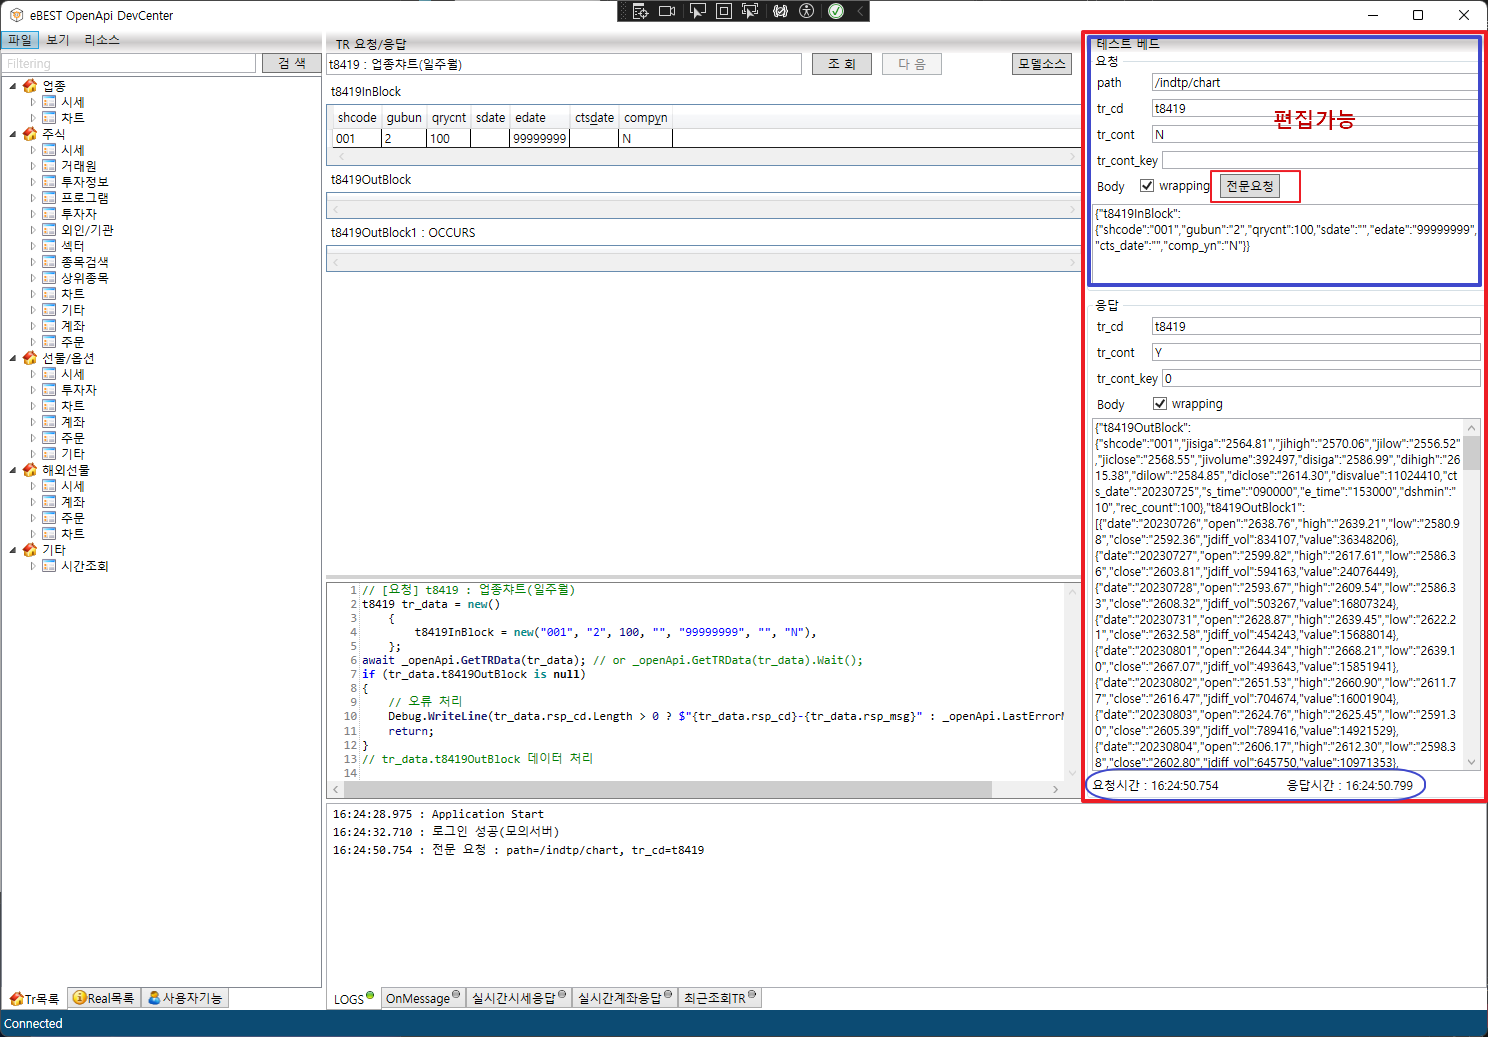 eBEST OpenApi DevCenter
파일 보기 리소스
Filtering 검 색
업종
시세
차트
주식
시세
거래원
투자정보
프로그램
투자자
외인/기관
섹터
종목검색
상위종목
차트
기타
계좌
주문
선물/옵션
시세
투자자
차트
계좌
주문
기타
해외선물
시세
계좌
주문
차트
기타
시간조회
Tr목록 Real목록 사용자기능
TR 요청/응답
t8419 : 업종챠트(일주월) 조 회 다 음 모델소스
t8419InBlock
shcode gubun qrycnt sdate edate ctsdate compyn
001 2 100 99999999 N
t8419OutBlock
t8419OutBlock1 : OCCURS
1 // [요청] t8419 : 업종챠트(일주월)
2 t8419 tr_data = new()
3 {
4 t8419InBlock = new("001", "2", 100, "", "99999999", "", "N"),
5 };
6 await _openApi.GetTRData(tr_data); // or _openApi.GetTRData(tr_data).Wait();
7 if (tr_data.t8419OutBlock is null)
8 {
9 // 오류 처리
10 Debug.WriteLine(tr_data.rsp_cd.Length > 0 ? $"{tr_data.rsp_cd}-{tr_data.rsp_msg}" : _openApi.LastErrorM
11 return;
12 }
13 // tr_data.t8419OutBlock 데이터 처리
14
16:24:28.975 : Application Start
16:24:32.710 : 로그인 성공(모의서버)
16:24:50.754 : 전문 요청 : path=/indtp/chart, tr_cd=t8419
LOGS OnMessage 실시간시세응답 실시간계좌응답 최근조회TR
테스트 베드
요청
path /indtp/chart
tr_cd t8419
편집가능
tr_cont N
tr_cont_key
Body wrapping 전문요청
{"t8419InBlock":
{"shcode":"001","gubun":"2","qrycnt":100,"sdate":"","edate":"99999999",
"cts_date":"","comp_yn":"N"}}
응답
tr_cd t8419
tr_cont Y
tr_cont_key 0
Body wrapping
{"t8419OutBlock":
{"shcode":"001","jisiga":"2564.81","jihigh":"2570.06","jilow":"2556.52"
,"jiclose":"2568.55","jivolume":392497,"disiga":"2586.99","dihigh":"26
15.38","dilow":"2584.85","diclose":"2614.30","disvalue":11024410,"ct
s_date":"20230725","s_time":"090000","e_time":"153000","dshmin":"
10","rec_count":100},"t8419OutBlock1":
[{"date":"20230726","open":"2638.76","high":"2639.21","low":"2580.9
8","close":"2592.36","jdiff_vol":834107,"value":36348206},
{"date":"20230727","open":"2599.82","high":"2617.61","low":"2586.3
6","close":"2603.81","jdiff_vol":594163,"value":24076449},
{"date":"20230728","open":"2593.67","high":"2609.54","low":"2586.3
3","close":"2608.32","jdiff_vol":503267,"value":16807324},
{"date":"20230731","open":"2628.87","high":"2639.45","low":"2622.2
1","close":"2632.58","jdiff_vol":454243,"value":15688014},
{"date":"20230801","open":"2644.34","high":"2668.21","low":"2639.1
0","close":"2667.07","jdiff_vol":493643,"value":15851941},
{"date":"20230802","open":"2651.53","high":"2660.90","low":"2611.7
7","close":"2616.47","jdiff_vol":704674,"value":16001904},
{"date":"20230803","open":"2624.76","high":"2625.45","low":"2591.3
0","close":"2605.39","jdiff_vol":789416,"value":14921529},
{"date":"20230804","open":"2606.17","high":"2612.30","low":"2598.3
8","close":"2602.80","jdiff_vol":645750,"value":10971353},
요청시간 : 16:24:50.754 응답시간 : 16:24:50.799
Connected